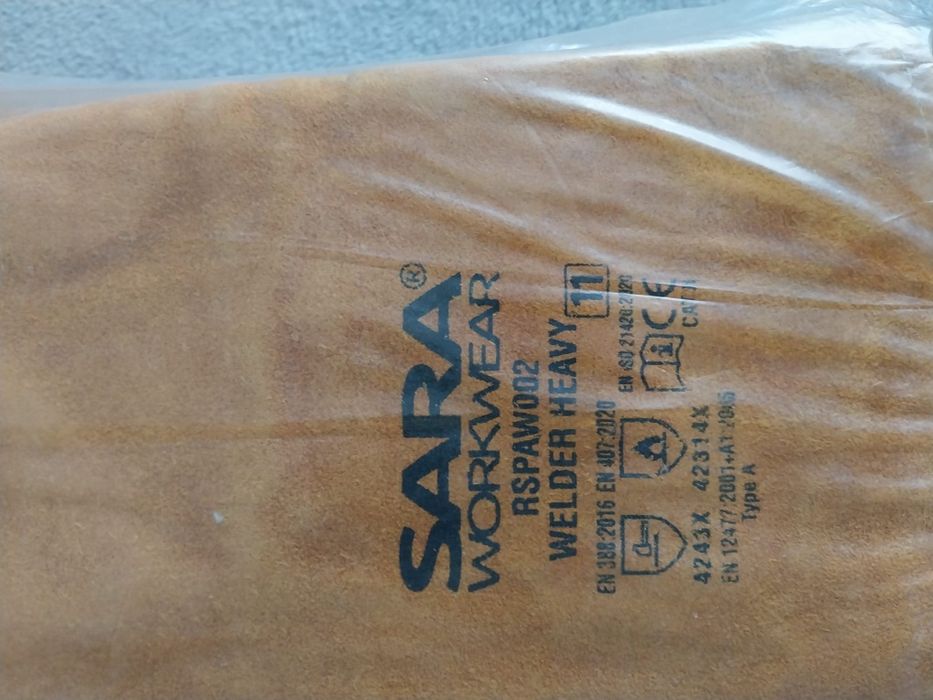 SARA®
WORKWEAR
RSPAW002
WELDER HEAVY 11
EN 388:2016 EN 407:2020 EN ISO 21420:2020
CE
4243X 42314X
EN 12477:2001+A1:2005
Type A